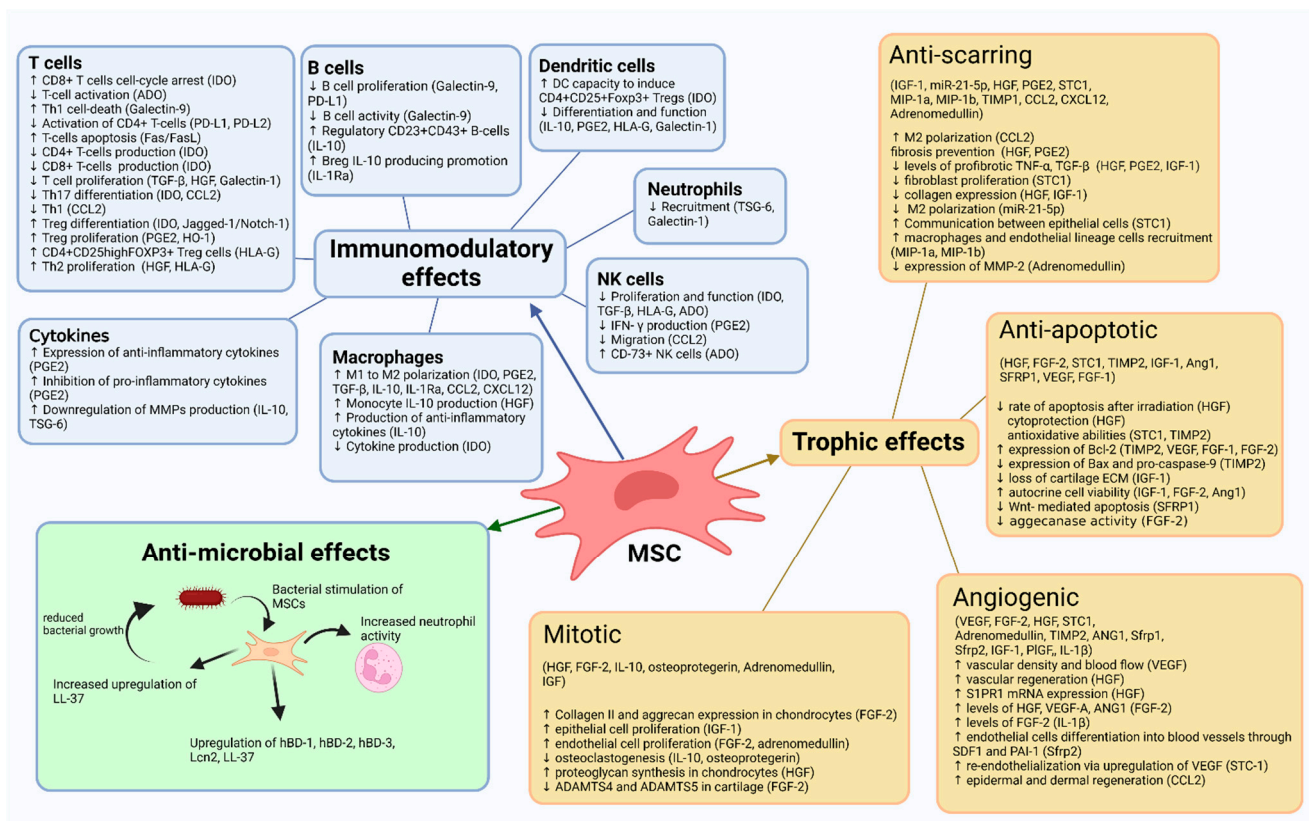 T cells
↑ CD8+ T cells cell-cycle arrest (IDO)
↓ T-cell activation (ADO)
↑ Th1 cell-death (Galectin-9)
↓ Activation of CD4+ T-cells (PD-L1, PD-L2)
↑ T-cells apoptosis (Fas/FasL)
↓ CD4+ T-cells production (IDO)
↓ CD8+ T-cells production (IDO)
↓ T cell proliferation (TGF-β, HGF, Galectin-1)
↓ Th17 differentiation (IDO, CCL2)
↓ Th1 (CCL2)
↑ Treg differentiation (IDO, Jagged-1/Notch-1)
↑ Treg proliferation (PGE2, HO-1)
↑ CD4+CD25highFOXP3+ Treg cells (HLA-G)
↑ Th2 proliferation (HGF, HLA-G)
B cells
↓ B cell proliferation (Galectin-9,
PD-L1)
↓ B cell activity (Galectin-9)
↑ Regulatory CD23+CD43+ B-cells
(IL-10)
↑ Breg IL-10 producing promotion
(IL-1Ra)
Dendritic cells
↑ DC capacity to induce
CD4+CD25+Foxp3+ Tregs (IDO)
↓ Differentiation and function
(IL-10, PGE2, HLA-G, Galectin-1)
Neutrophils
↓ Recruitment (TSG-6,
Galectin-1)
Immunomodulatory
effects
NK cells
↓ Proliferation and function (IDO,
TGF-β, HLA-G, ADO)
↓ IFN- γ production (PGE2)
↓ Migration (CCL2)
↑ CD-73+ NK cells (ADO)
Cytokines
↑ Expression of anti-inflammatory cytokines
(PGE2)
↑ Inhibition of pro-inflammatory cytokines
(PGE2)
↑ Downregulation of MMPs production (IL-10,
TSG-6)
Macrophages
↑ M1 to M2 polarization (IDO, PGE2,
TGF-β, IL-10, IL-1Ra, CCL2, CXCL12)
↑ Monocyte IL-10 production (HGF)
↑ Production of anti-inflammatory
cytokines (IL-10)
↓ Cytokine production (IDO)
MSC
Anti-microbial effects
Bacterial stimulation of
MSCs
reduced
bacterial growth
Increased neutrophil
activity
Increased upregulation of
LL-37
Upregulation of hBD-1, hBD-2, hBD-3,
Lcn2, LL-37
Trophic effects
Anti-scarring
(IGF-1, miR-21-5p, HGF, PGE2, STC1,
MIP-1a, MIP-1b, TIMP1, CCL2, CXCL12,
Adrenomedullin)
↑ M2 polarization (CCL2)
fibrosis prevention (HGF, PGE2)
↓ levels of profibrotic TNF-α, TGF-β (HGF, PGE2, IGF-1)
↓ fibroblast proliferation (STC1)
↓ collagen expression (HGF, IGF-1)
↓ M2 polarization (miR-21-5p)
↑ Communication between epithelial cells (STC1)
↑ macrophages and endothelial lineage cells recruitment
(MIP-1a, MIP-1b)
↓ expression of MMP-2 (Adrenomedullin)
Anti-apoptotic
(HGF, FGF-2, STC1, TIMP2, IGF-1, Ang1,
SFRP1, VEGF, FGF-1)
↓ rate of apoptosis after irradiation (HGF)
cytoprotection (HGF)
antioxidative abilities (STC1, TIMP2)
↑ expression of Bcl-2 (TIMP2, VEGF, FGF-1, FGF-2)
↓ expression of Bax and pro-caspase-9 (TIMP2)
↓ loss of cartilage ECM (IGF-1)
↑ autocrine cell viability (IGF-1, FGF-2, Ang1)
↓ Wnt- mediated apoptosis (SFRP1)
↓ aggecanase activity (FGF-2)
Mitotic
(HGF, FGF-2, IL-10, osteoprotegerin, Adrenomedullin,
IGF)
↑ Collagen II and aggrecan expression in chondrocytes (FGF-2)
↑ epithelial cell proliferation (IGF-1)
↑ endothelial cell proliferation (FGF-2, adrenomedullin)
↓ osteoclastogenesis (IL-10, osteoprotegerin)
↑ proteoglycan synthesis in chondrocytes (HGF)
↓ ADAMTS4 and ADAMTS5 in cartilage (FGF-2)
Angiogenic
(VEGF, FGF-2, HGF, STC1,
Adrenomedullin, TIMP2, ANG1, Sfrp1,
Sfrp2, IGF-1, PlGF,, IL-1β)
↑ vascular density and blood flow (VEGF)
↑ vascular regeneration (HGF)
↑ S1PR1 mRNA expression (HGF)
↑ levels of HGF, VEGF-A, ANG1 (FGF-2)
↑ levels of FGF-2 (IL-1β)
↑ endothelial cells differentiation into blood vessels through
SDF1 and PAI-1 (Sfrp2)
↑ re-endothelialization via upregulation of VEGF (STC-1)
↑ epidermal and dermal regeneration (CCL2)